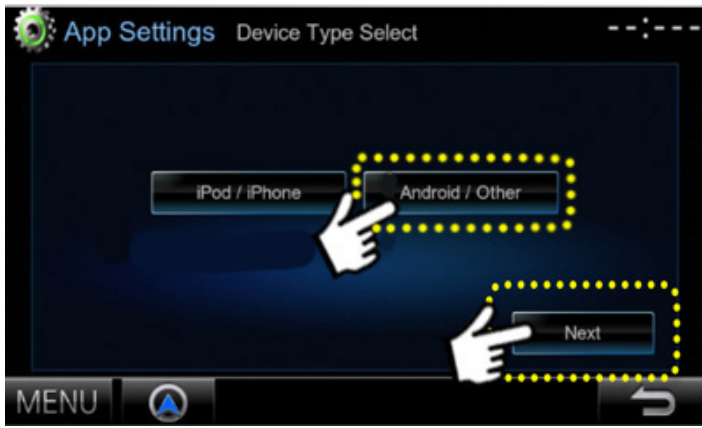 App Settings Device Type Select --:--
iPod / iPhone Android / Other
Next
MENU